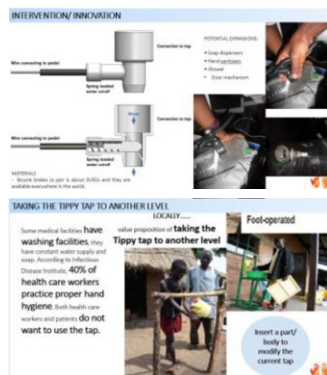 INTERVENTION/ INNOVATION
Connection to tap
Wire connecting to pedal
Spring loaded
water cutoff
Water
Connection to tap
Wire connecting to pedal
Spring loaded
water cutoff
POTENTIAL EXPANSIONS:
• Soap dispensers
• Hand sanitizers
• Shower
• Door mechanism
MATERIALS
- Bicycle brakes (a pair is about
and they are
available everywhere in the world.
TAKING THE TIPPY TAP TO ANOTHER LEVEL
Some medical facilities have
washing facilities, they
have constant water supply and
soap. According to Infectious
Disease Institute, 40% of
health care workers
practice proper hand
hygiene. Both health care
workers and patients do not
want to use the tap.
LOCALLY.....
value proposition of taking the
Tippy tap to another level
Foot-operated
Insert a part/
body to
modify the
current tap